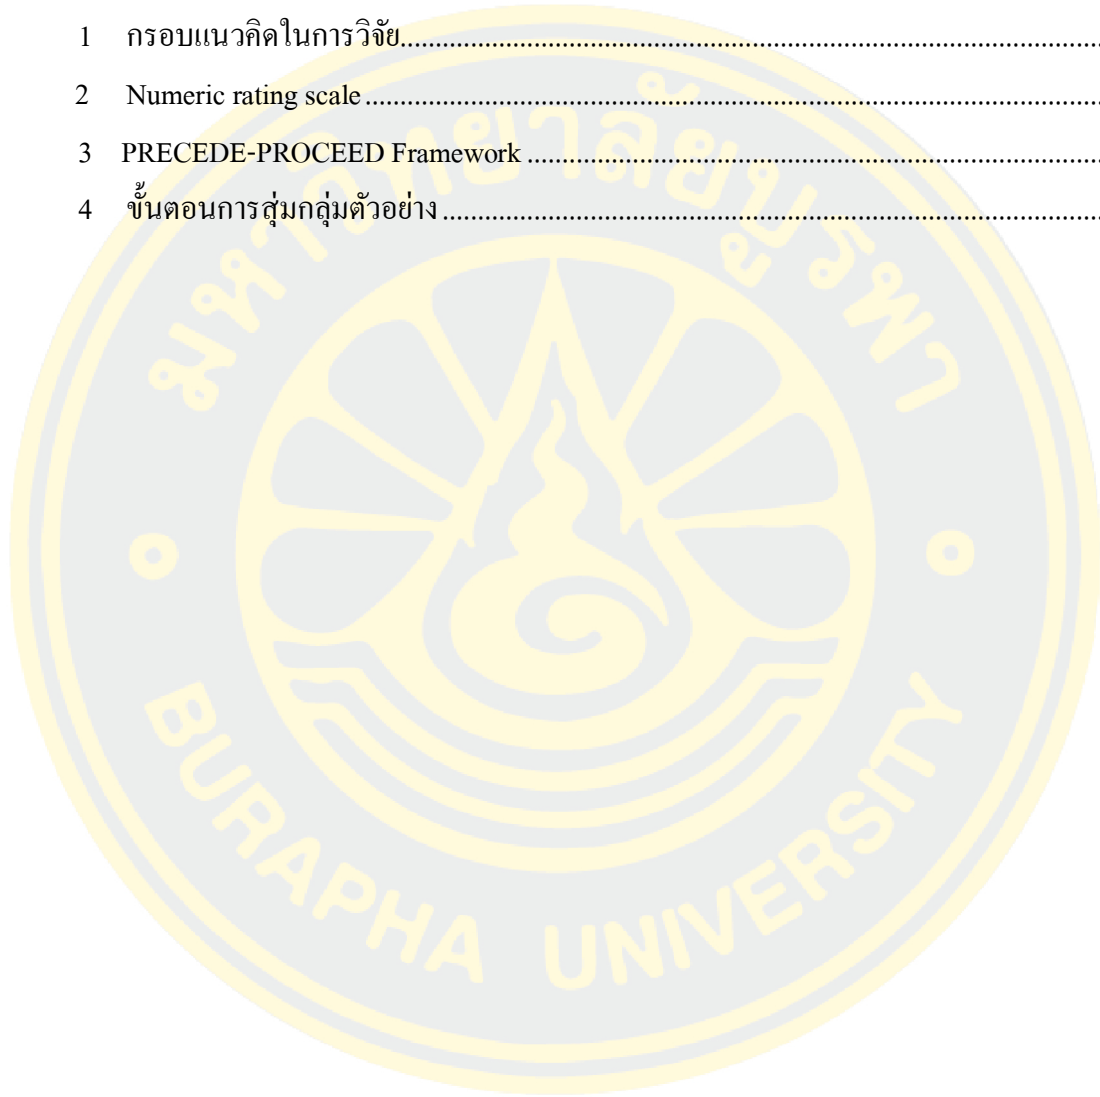 1 กรอบแนวคิดในการวิจัย........................................................................................................
2 Numeric rating scale........................................................................................................
3 PRECEDE-PROCEED Framework........................................................................................................
4 ขั้นตอนการสุ่มกลุ่มตัวอย่าง........................................................................................................
มหาวิทยาลัยบูรพา
BURAPHA UNIVERSITY